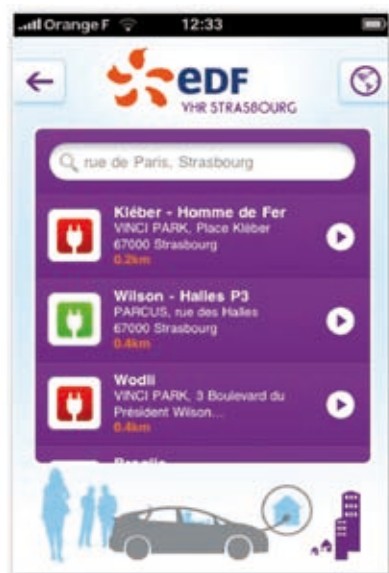 Orange F 12:33
eDF
VHR STRASBOURG
rue de Paris, Strasbourg
Kléber - Homme de Fer
VINCI PARK, Place Kléber
67000 Strasbourg
0.2km
Wilson - Halles P3
PARCUS, rue des Halles
67000 Strasbourg
0.4km
Wodli
VINCI PARK, 3 Boulevard du
Président Wilson...
0.4km